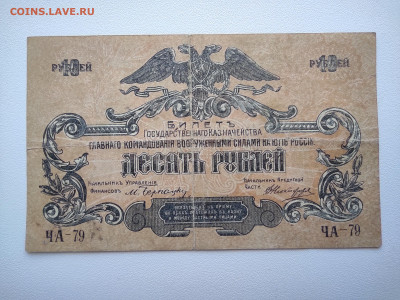 COINS.LAVE.RU
10 РУБЛЕЙ
10 РУБЛЕЙ
БИЛЕТЪ
ГОСУДАРСТВЕННАГО КАЗНАЧЕЙСТВА
ГЛАВНАГО КОМАНДОВАНІЯ ВООРУЖЕННЫМИ СИЛАМИ НА ЮГѢ РОССІИ
ДЕСЯТЬ РУБЛЕЙ
НАЧАЛЬНИКЪ УПРАВЛЕНІЯ
ФИНАНСОВЪ
НАЧАЛЬНИКЪ КРЕДИТНОЙ
ЧАСТИ
ЧА-79
ЧА-79